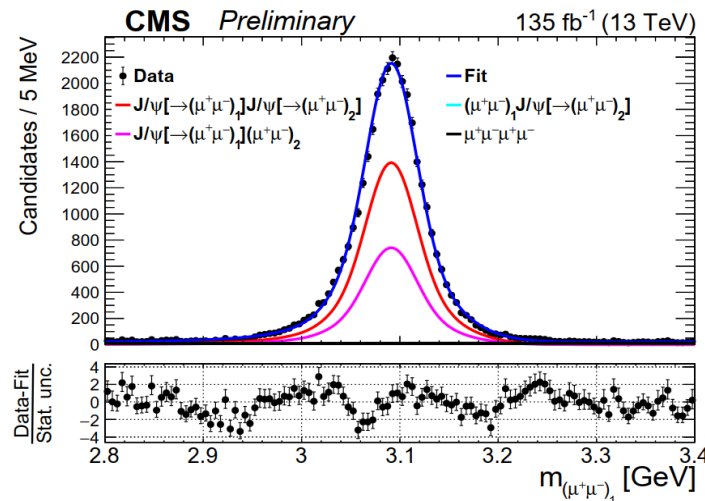 CMS Preliminary 135 fb⁻¹ (13 TeV)
Candidates / 5 MeV
2200
2000
1800
1600
1400
1200
1000
800
600
400
200
0
Data Fit
J/ψ[→(μ⁺μ⁻)₁]J/ψ[→(μ⁺μ⁻)₂] (μ⁺μ⁻)₁J/ψ[→(μ⁺μ⁻)₂]
J/ψ[→(μ⁺μ⁻)₁](μ⁺μ⁻)₂ μ⁺μ⁻μ⁺μ⁻
Data-Fit
Stat. unc.
4
2
0
−2
−4
2.8 2.9 3 3.1 3.2 3.3 3.4
m(μ⁺μ⁻)₁ [GeV]